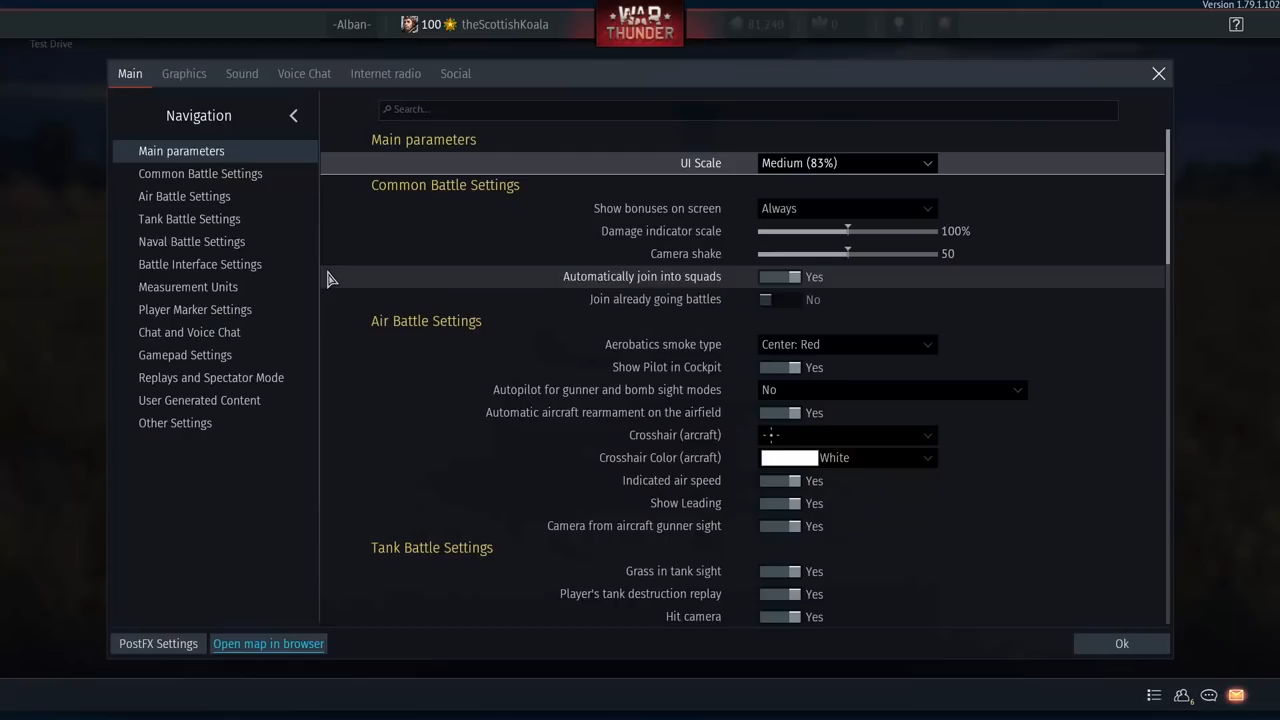 Version 1.79.1.102
-Alban-
100 theScottishKoala
WAR
THUNDER
81,240
0
Test Drive
Main
Graphics
Sound
Voice Chat
Internet radio
Social
Navigation
Main parameters
Common Battle Settings
Air Battle Settings
Tank Battle Settings
Naval Battle Settings
Battle Interface Settings
Measurement Units
Player Marker Settings
Chat and Voice Chat
Gamepad Settings
Replays and Spectator Mode
User Generated Content
Other Settings
Search...
Main parameters
UI Scale Medium (83%)
Common Battle Settings
Show bonuses on screen Always
Damage indicator scale 100%
Camera shake 50
Automatically join into squads Yes
Join already going battles No
Air Battle Settings
Aerobatics smoke type Center: Red
Show Pilot in Cockpit Yes
Autopilot for gunner and bomb sight modes No
Automatic aircraft rearmament on the airfield Yes
Crosshair (arcraft)
Crosshair Color (arcraft) White
Indicated air speed Yes
Show Leading Yes
Camera from aircraft gunner sight Yes
Tank Battle Settings
Grass in tank sight Yes
Player's tank destruction replay Yes
Hit camera Yes
PostFX Settings
Open map in browser
Ok
6